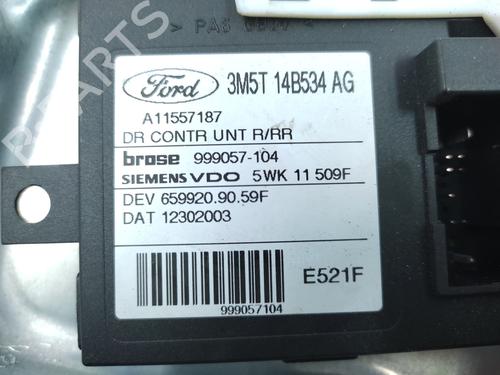 Ford 3M5T 14B534 AG
A11557187
DR CONTR UNT R/RR
brose 999057-104
SIEMENS VDO 5WK 11 509F
DEV 659920.90.59F
DAT 12302003
E521F
999057104